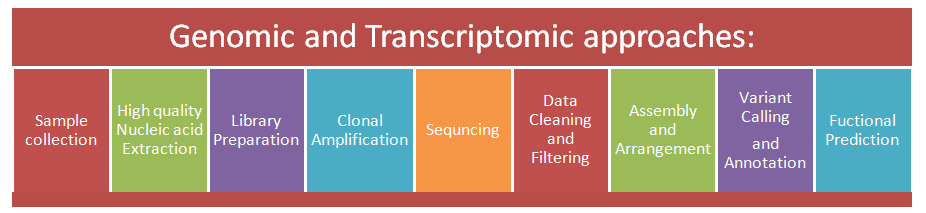 Genomic and Transcriptomic approaches:
Sample
collection
High quality
Nucleic acid
Extraction
Library
Preparation
Clonal
Amplification
Sequncing
Data
Cleaning
and
Filtering
Assembly
and
Arrangement
Variant
Calling
and
Annotation
Fuctional
Prediction